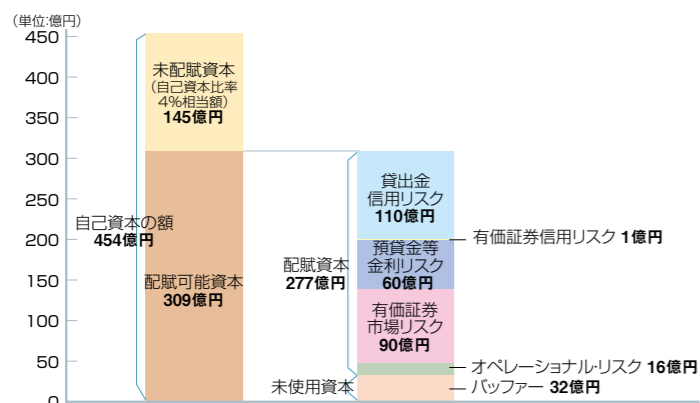 (単位:億円)
450
400
350
300
250
200
150
100
50
0
未配賦資本
(自己資本比率
4%相当額)
145億円
自己資本の額
454億円
配賦可能資本
309億円
配賦資本
277億円
未使用資本
貸出金
信用リスク
110億円
有価証券信用リスク 1億円
預貸金等
金利リスク
60億円
有価証券
市場リスク
90億円
オペレーショナル・リスク 16億円
バッファー 32億円